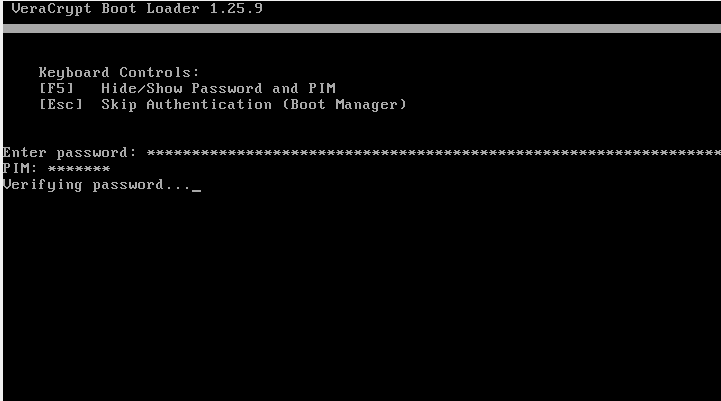 VeraCrypt Boot Loader 1.25.9
Keyboard Controls:
[F5] Hide/Show Password and PIM
[Esc] Skip Authentication (Boot Manager)
Enter password: ****************************************************************
PIM: *******
Verifying password..._